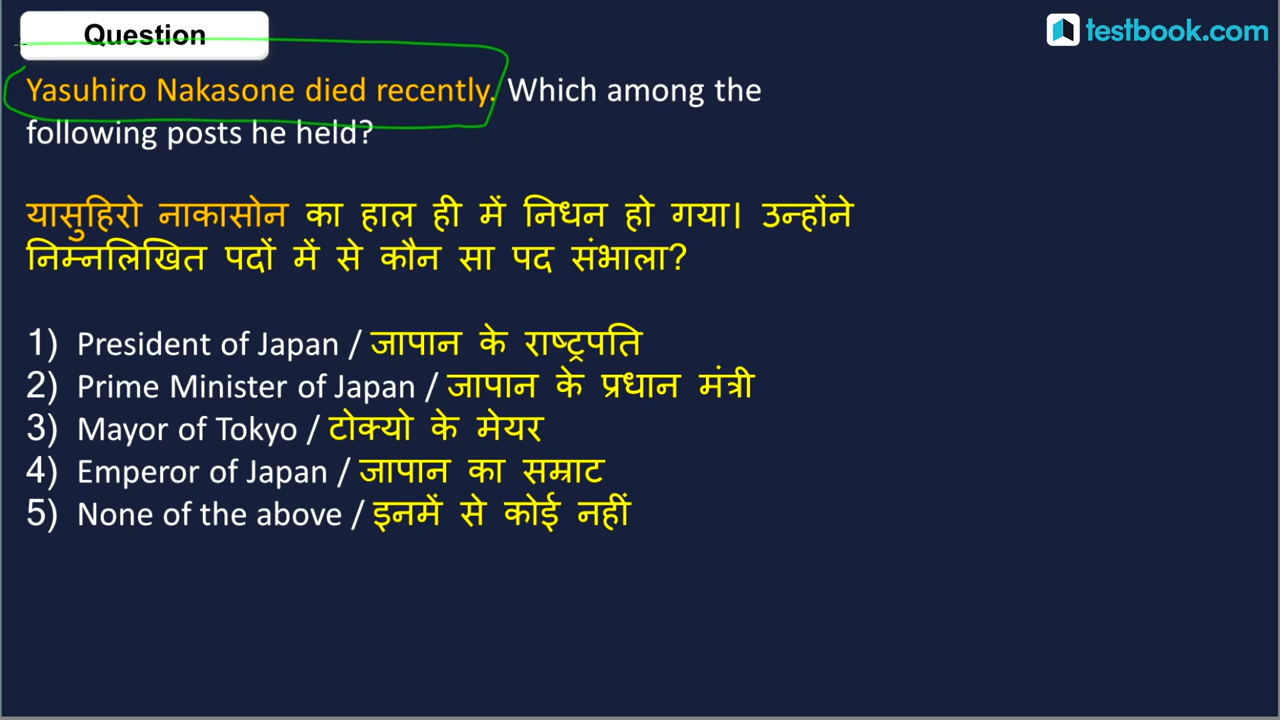 Question
testbook.com
Yasuhiro Nakasone died recently. Which among the
following posts he held?
यासुहिरो नाकासोन का हाल ही में निधन हो गया। उन्होंने
निम्नलिखित पदों में से कौन सा पद संभाला?
1) President of Japan / जापान के राष्ट्रपति
2) Prime Minister of Japan / जापान के प्रधान मंत्री
3) Mayor of Tokyo / टोक्यो के मेयर
4) Emperor of Japan / जापान का सम्राट
5) None of the above / इनमें से कोई नहीं